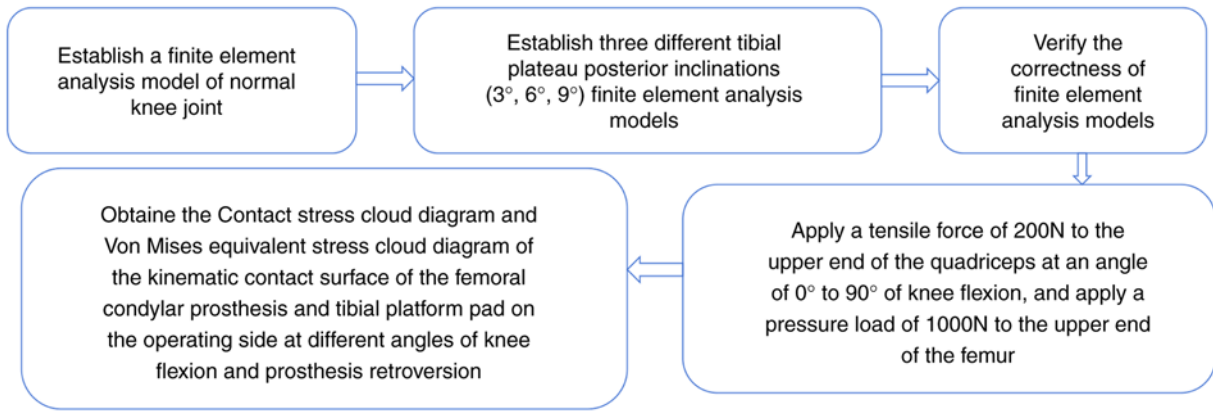 Establish a finite element
analysis model of normal
knee joint
Establish three different tibial
plateau posterior inclinations
(3°, 6°, 9°) finite element analysis
models
Verify the
correctness of
finite element
analysis models
Apply a tensile force of 200N to the
upper end of the quadriceps at an angle
of 0° to 90° of knee flexion, and apply a
pressure load of 1000N to the upper end
of the femur
Obtaine the Contact stress cloud diagram and
Von Mises equivalent stress cloud diagram of
the kinematic contact surface of the femoral
condylar prosthesis and tibial platform pad on
the operating side at different angles of knee
flexion and prosthesis retroversion